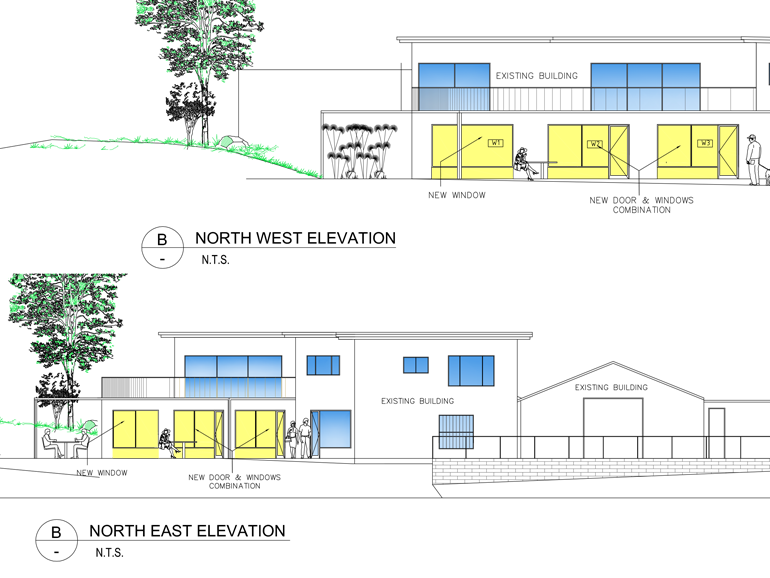 EXISTING BUILDING
W1
W2
W3
NEW WINDOW
NEW DOOR & WINDOWS
COMBINATION
B
-
NORTH WEST ELEVATION
N.T.S.
EXISTING BUILDING
EXISTING BUILDING
NEW WINDOW
NEW DOOR & WINDOWS
COMBINATION
B
-
NORTH EAST ELEVATION
N.T.S.